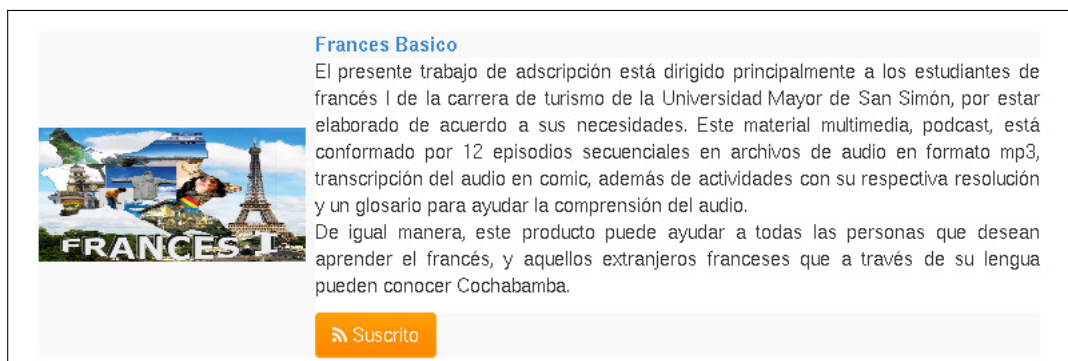 Frances Basico
El presente trabajo de adscripción está dirigido principalmente a los estudiantes de
francés I de la carrera de turismo de la Universidad Mayor de San Simón, por estar
elaborado de acuerdo a sus necesidades. Este material multimedia, podcast, está
conformado por 12 episodios secuenciales en archivos de audio en formato mp3,
transcripción del audio en comic, además de actividades con su respectiva resolución
y un glosario para ayudar la comprensión del audio.
De igual manera, este producto puede ayudar a todas las personas que desean
aprender el francés, y aquellos extranjeros franceses que a través de su lengua
pueden conocer Cochabamba.
FRANCES I
Suscrito